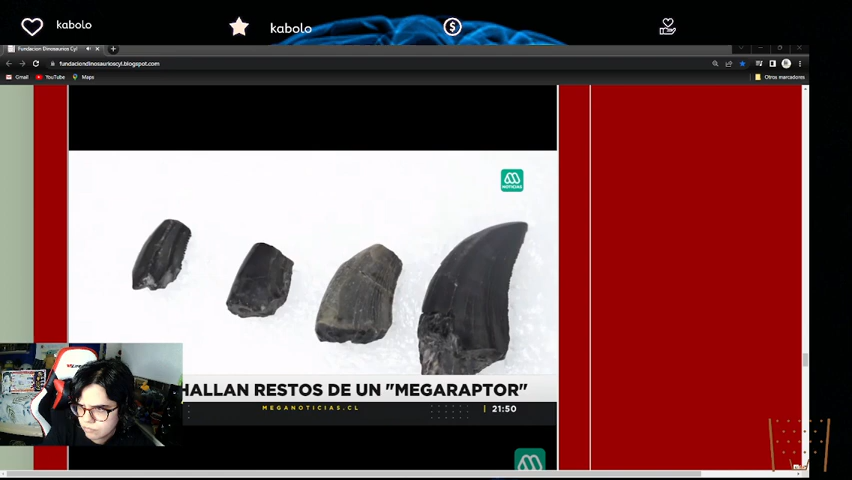 kabolo
kabolo
$
Fundacion Dinosaurios Cyl
fundaciondinosaurioscyl.blogspot.com
Gmail
YouTube
Maps
Otros marcadores
NOTICIAS
HALLAN RESTOS DE UN "MEGARAPTOR"
MEGANOTICIAS.CL
21:50